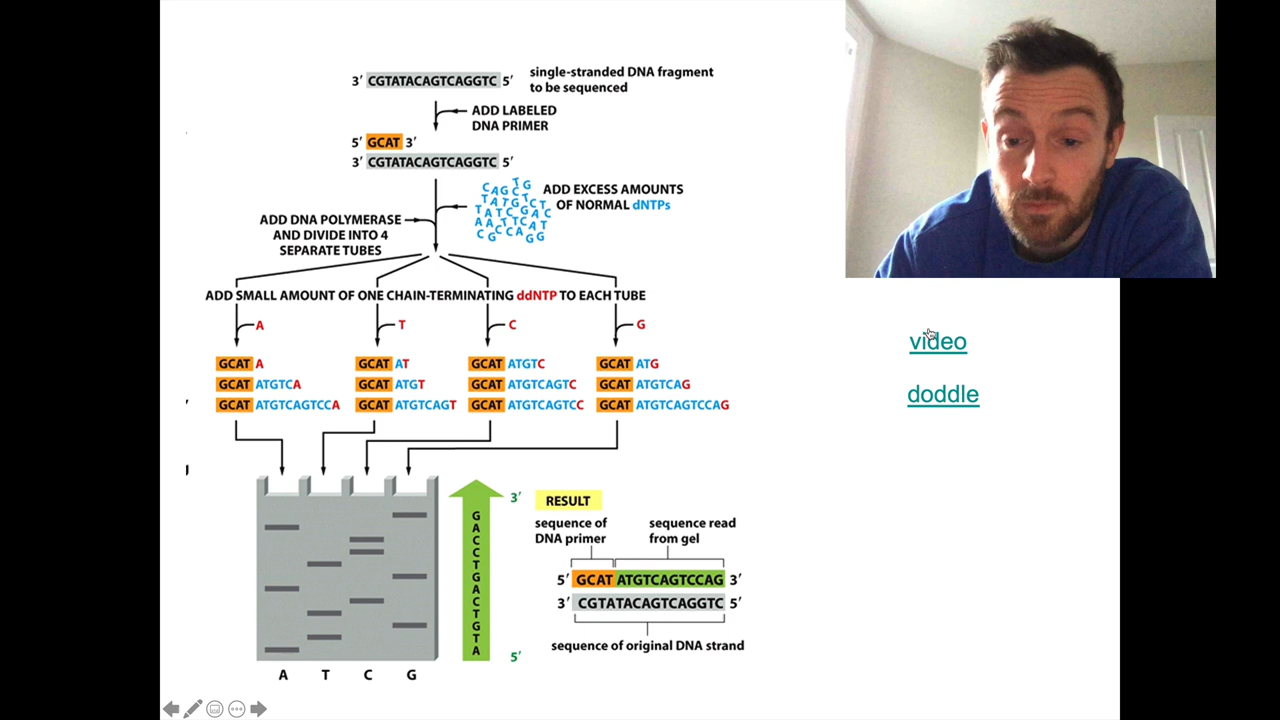 3′ CGTATACAGTCAGGTC 5′
single-stranded DNA fragment
to be sequenced
ADD LABELED
DNA PRIMER
5′ GCAT 3′
3′ CGTATACAGTCAGGTC 5′
ADD EXCESS AMOUNTS
OF NORMAL dNTPs
ADD DNA POLYMERASE
AND DIVIDE INTO 4
SEPARATE TUBES
ADD SMALL AMOUNT OF ONE CHAIN-TERMINATING ddNTP TO EACH TUBE
A T C G
GCAT A GCAT AT GCAT ATGTC GCAT ATG
GCAT ATGTCA GCAT ATGT GCAT ATGTCAGTC GCAT ATGTCAG
GCAT ATGTCAGTCCA GCAT ATGTCAGT GCAT ATGTCAGTCC GCAT ATGTCAGTCCAG
video
doddle
3′
GACCTGACTGTA
5′
A T C G
RESULT
sequence of
DNA primer
sequence read
from gel
5′ GCAT ATGTCAGTCCAG 3′
3′ CGTATACAGTCAGGTC 5′
sequence of original DNA strand